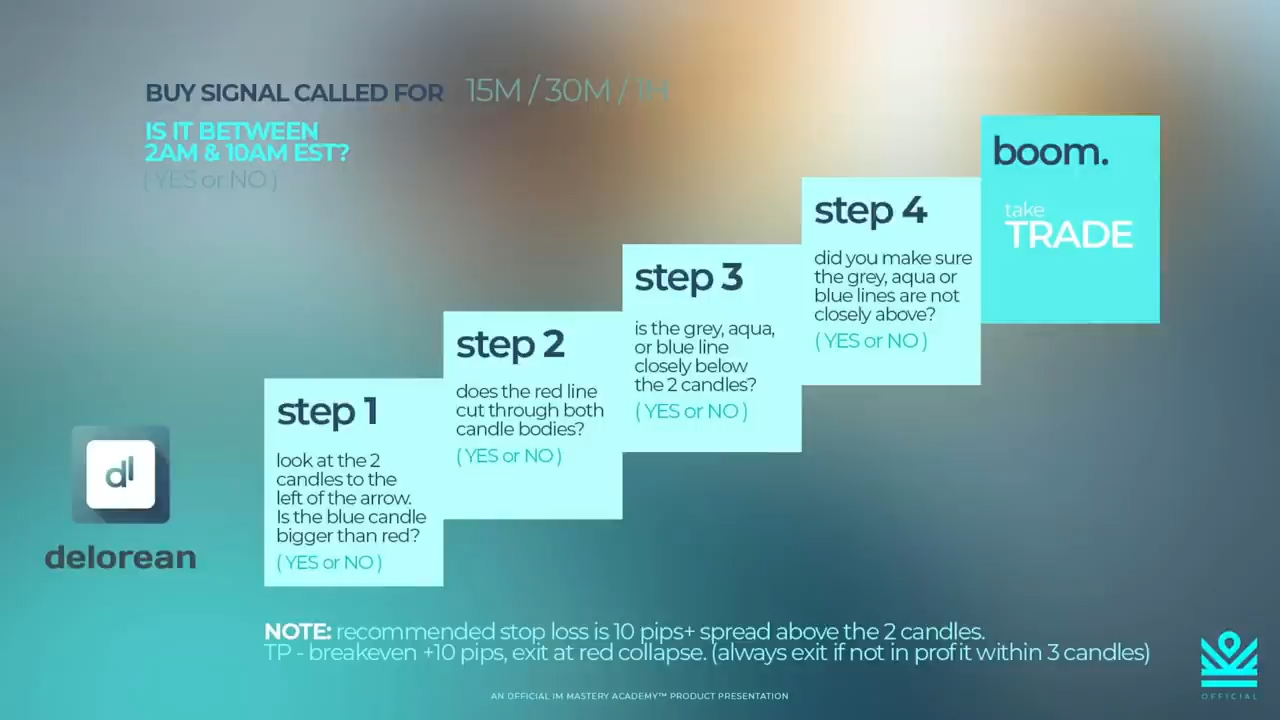 BUY SIGNAL CALLED FOR 15M / 30M / 1H
IS IT BETWEEN
2AM & 10AM EST?
( YES or NO )
boom.
take
TRADE
step 4
did you make sure
the grey, aqua or
blue lines are not
closely above?
( YES or NO )
step 3
is the grey, aqua,
or blue line
closely below
the 2 candles?
( YES or NO )
step 2
does the red line
cut through both
candle bodies?
( YES or NO )
step 1
look at the 2
candles to the
left of the arrow.
Is the blue candle
bigger than red?
( YES or NO )
dl
delorean
NOTE: recommended stop loss is 10 pips+ spread above the 2 candles.
TP - breakeven +10 pips, exit at red collapse. (always exit if not in profit within 3 candles)
AN OFFICIAL IM MASTERY ACADEMY™ PRODUCT PRESENTATION
OFFICIAL